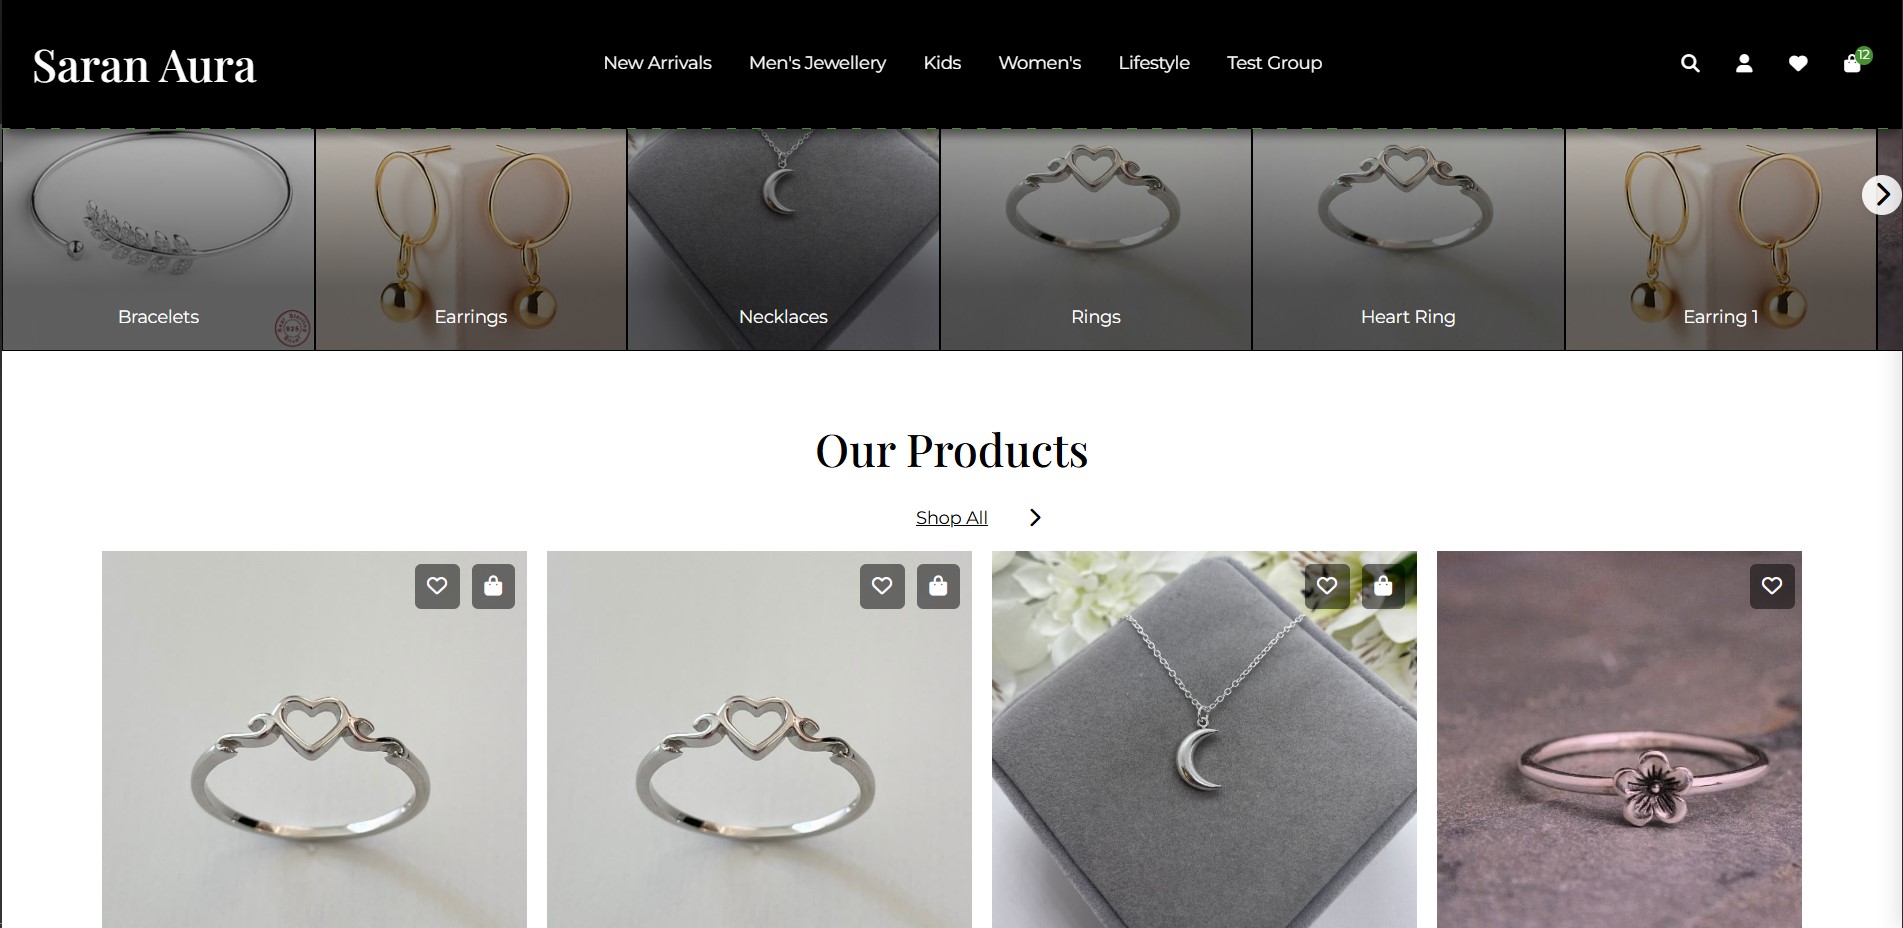 Saran Aura
New Arrivals Men's Jewellery Kids Women's Lifestyle Test Group
12
Bracelets Earrings Necklaces Rings Heart Ring Earring 1
925
Our Products
Shop All